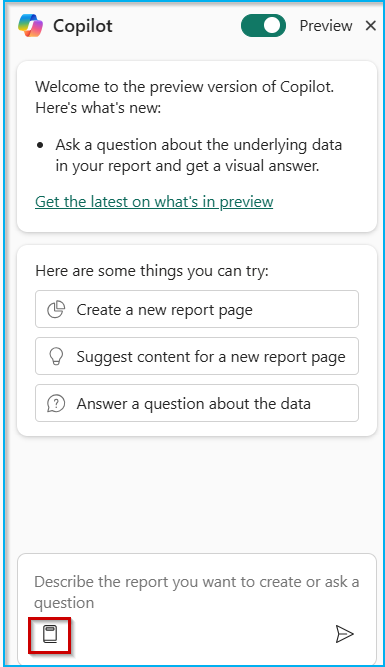 Copilot
Preview
Welcome to the preview version of Copilot.
Here's what's new:
• Ask a question about the underlying data
in your report and get a visual answer.
Get the latest on what's in preview
Here are some things you can try:
Create a new report page
Suggest content for a new report page
Answer a question about the data
Describe the report you want to create or ask a
question